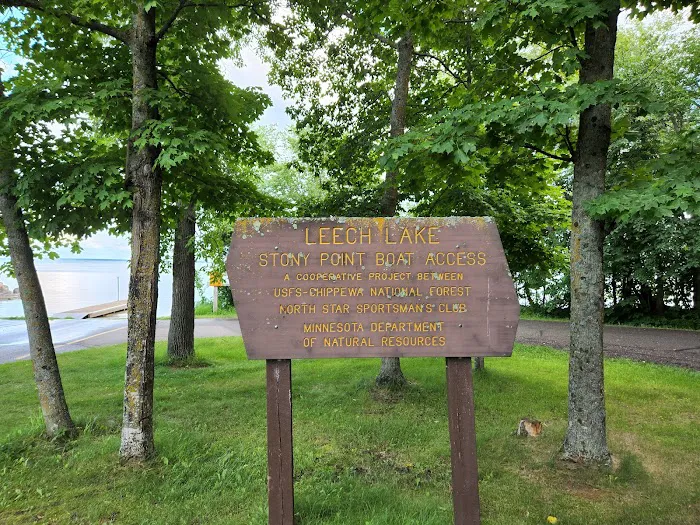 LEECH LAKE
STONY POINT BOAT ACCESS
A COOPERATIVE PROJECT BETWEEN
USFS-CHIPPEWA NATIONAL FOREST
NORTH STAR SPORTSMAN'S CLUB
MINNESOTA DEPARTMENT
OF NATURAL RESOURCES